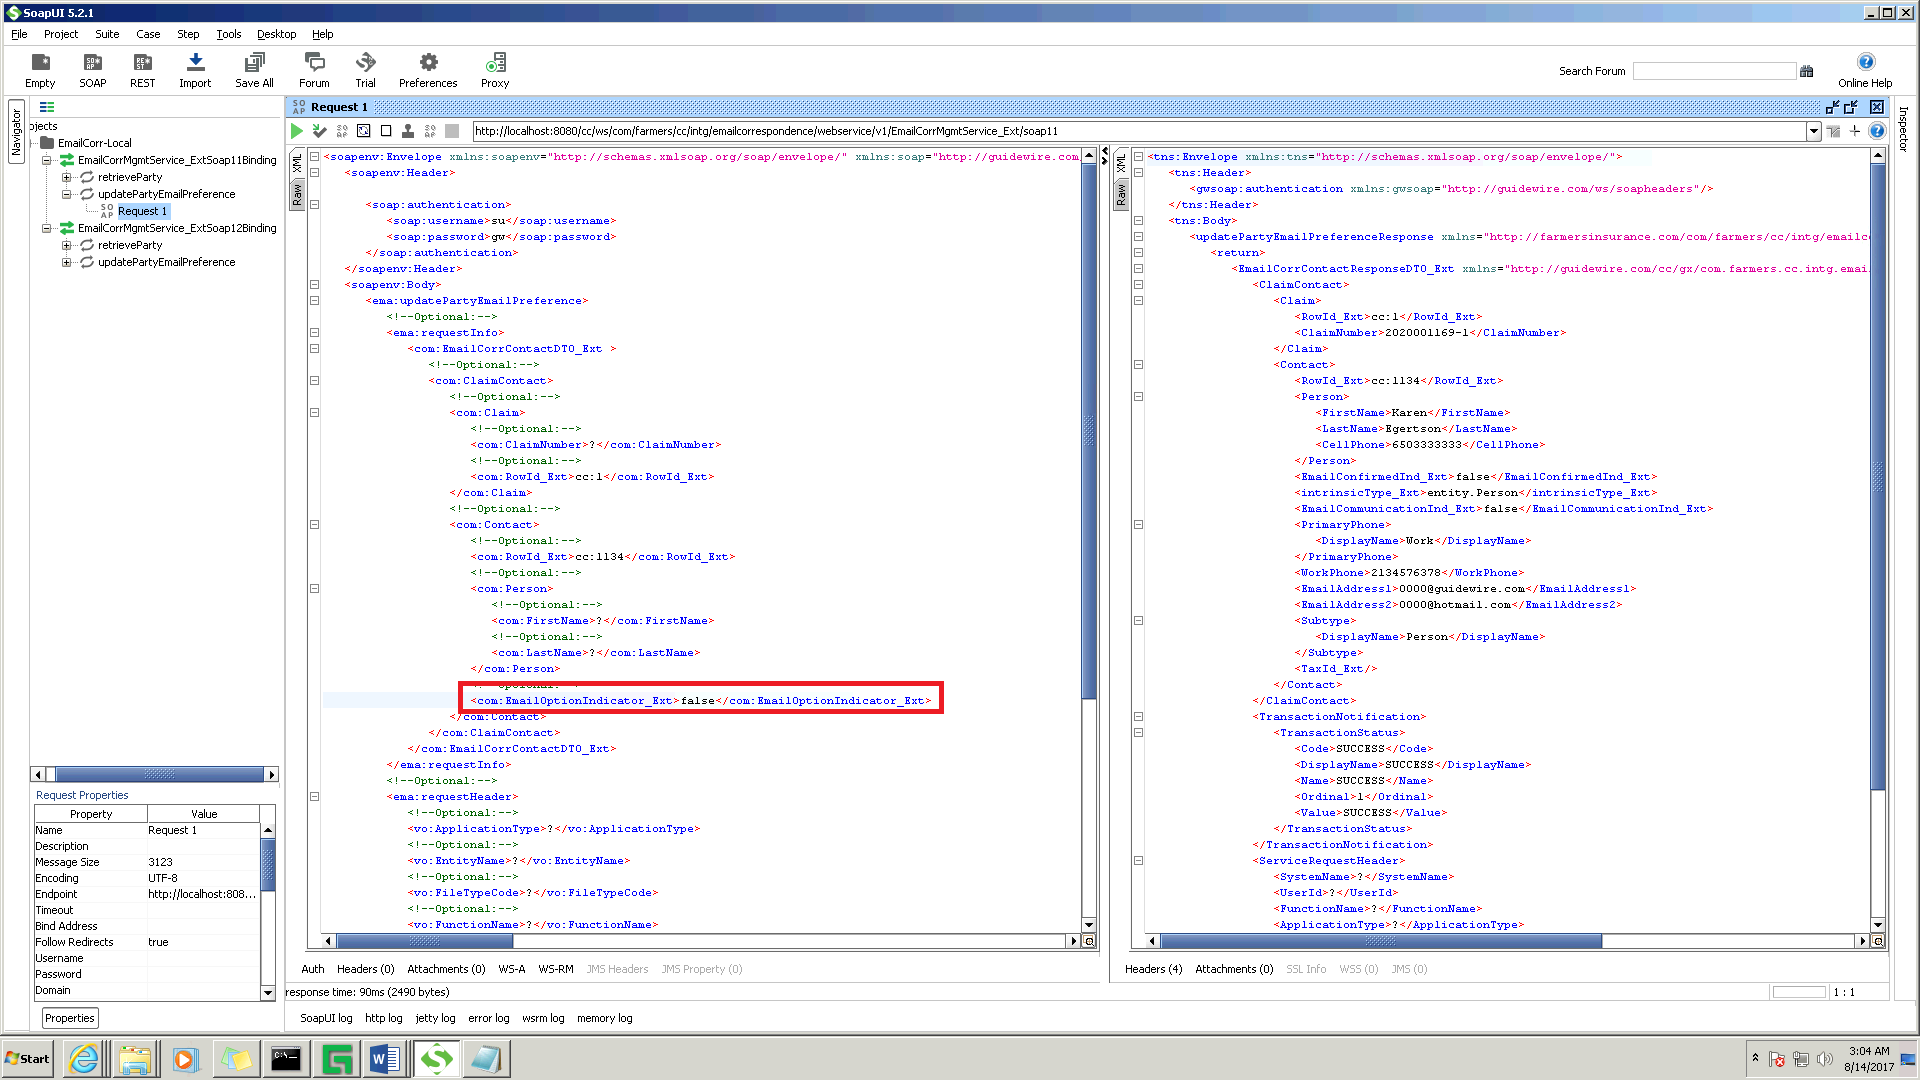 SoapUI 5.2.1
File Project Suite Case Step Tools Desktop Help
Empty SOAP REST Import Save All Forum Trial Preferences Proxy
Search Forum
Online Help
Navigator
ojects
EmailCorr-Local
EmailCorrMgmtService_ExtSoap11Binding
retrieveParty
updatePartyEmailPreference
Request 1
EmailCorrMgmtService_ExtSoap12Binding
retrieveParty
updatePartyEmailPreference
Request Properties
Property Value
Name Request 1
Description
Message Size 3123
Encoding UTF-8
Endpoint http://localhost:808...
Timeout
Bind Address
Follow Redirects true
Username
Password
Domain
Properties
Request 1
http://localhost:8080/cc/ws/com/farmers/cc/intg/emailcorrespondence/webservice/v1/EmailCorrMgmtService_Ext/soap11
XML
Raw
<soapenv:Envelope xmlns:soapenv="http://schemas.xmlsoap.org/soap/envelope/" xmlns:soap="http://guidewire.com
<soapenv:Header>
<soap:authentication>
<soap:username>su</soap:username>
<soap:password>gw</soap:password>
</soap:authentication>
</soapenv:Header>
<soapenv:Body>
<ema:updatePartyEmailPreference>
<!--Optional:-->
<ema:requestInfo>
<com:EmailCorrContactDTO_Ext >
<!--Optional:-->
<com:ClaimContact>
<!--Optional:-->
<com:Claim>
<!--Optional:-->
<com:ClaimNumber>?</com:ClaimNumber>
<!--Optional:-->
<com:RowId_Ext>cc:1</com:RowId_Ext>
</com:Claim>
<!--Optional:-->
<com:Contact>
<!--Optional:-->
<com:RowId_Ext>cc:1134</com:RowId_Ext>
<!--Optional:-->
<com:Person>
<!--Optional:-->
<com:FirstName>?</com:FirstName>
<!--Optional:-->
<com:LastName>?</com:LastName>
</com:Person>
<com:EmailOptionIndicator_Ext>false</com:EmailOptionIndicator_Ext>
</com:Contact>
</com:ClaimContact>
</com:EmailCorrContactDTO_Ext>
</ema:requestInfo>
<!--Optional:-->
<ema:requestHeader>
<!--Optional:-->
<vo:ApplicationType>?</vo:ApplicationType>
<!--Optional:-->
<vo:EntityName>?</vo:EntityName>
<!--Optional:-->
<vo:FileTypeCode>?</vo:FileTypeCode>
<!--Optional:-->
<vo:FunctionName>?</vo:FunctionName>
Auth Headers (0) Attachments (0) WS-A WS-RM JMS Headers JMS Property (0)
XML
Raw
<tns:Envelope xmlns:tns="http://schemas.xmlsoap.org/soap/envelope/">
<tns:Header>
<gwsoap:authentication xmlns:gwsoap="http://guidewire.com/ws/soapheaders"/>
</tns:Header>
<tns:Body>
<updatePartyEmailPreferenceResponse xmlns="http://farmersinsurance.com/com/farmers/cc/intg/emailc
<return>
<EmailCorrContactResponseDTO_Ext xmlns="http://guidewire.com/cc/gx/com.farmers.cc.intg.emai
<ClaimContact>
<Claim>
<RowId_Ext>cc:1</RowId_Ext>
<ClaimNumber>2020001169-1</ClaimNumber>
</Claim>
<Contact>
<RowId_Ext>cc:1134</RowId_Ext>
<Person>
<FirstName>Karen</FirstName>
<LastName>Egertson</LastName>
<CellPhone>6503333333</CellPhone>
</Person>
<EmailConfirmedInd_Ext>false</EmailConfirmedInd_Ext>
<intrinsicType_Ext>entity.Person</intrinsicType_Ext>
<EmailCommunicationInd_Ext>false</EmailCommunicationInd_Ext>
<PrimaryPhone>
<DisplayName>Work</DisplayName>
</PrimaryPhone>
<WorkPhone>2134576378</WorkPhone>
<EmailAddress1>0000@guidewire.com</EmailAddress1>
<EmailAddress2>0000@hotmail.com</EmailAddress2>
<Subtype>
<DisplayName>Person</DisplayName>
</Subtype>
<TaxId_Ext/>
</Contact>
</ClaimContact>
<TransactionNotification>
<TransactionStatus>
<Code>SUCCESS</Code>
<DisplayName>SUCCESS</DisplayName>
<Name>SUCCESS</Name>
<Ordinal>1</Ordinal>
<Value>SUCCESS</Value>
</TransactionStatus>
</TransactionNotification>
<ServiceRequestHeader>
<SystemName>?</SystemName>
<UserId>?</UserId>
<FunctionName>?</FunctionName>
<ApplicationType>?</ApplicationType>
Headers (4) Attachments (0) SSL Info WSS (0) JMS (0)
response time: 90ms (2490 bytes)
1 : 1
SoapUI log http log jetty log error log wsrm log memory log
Inspector
Start
3:04 AM
8/14/2017